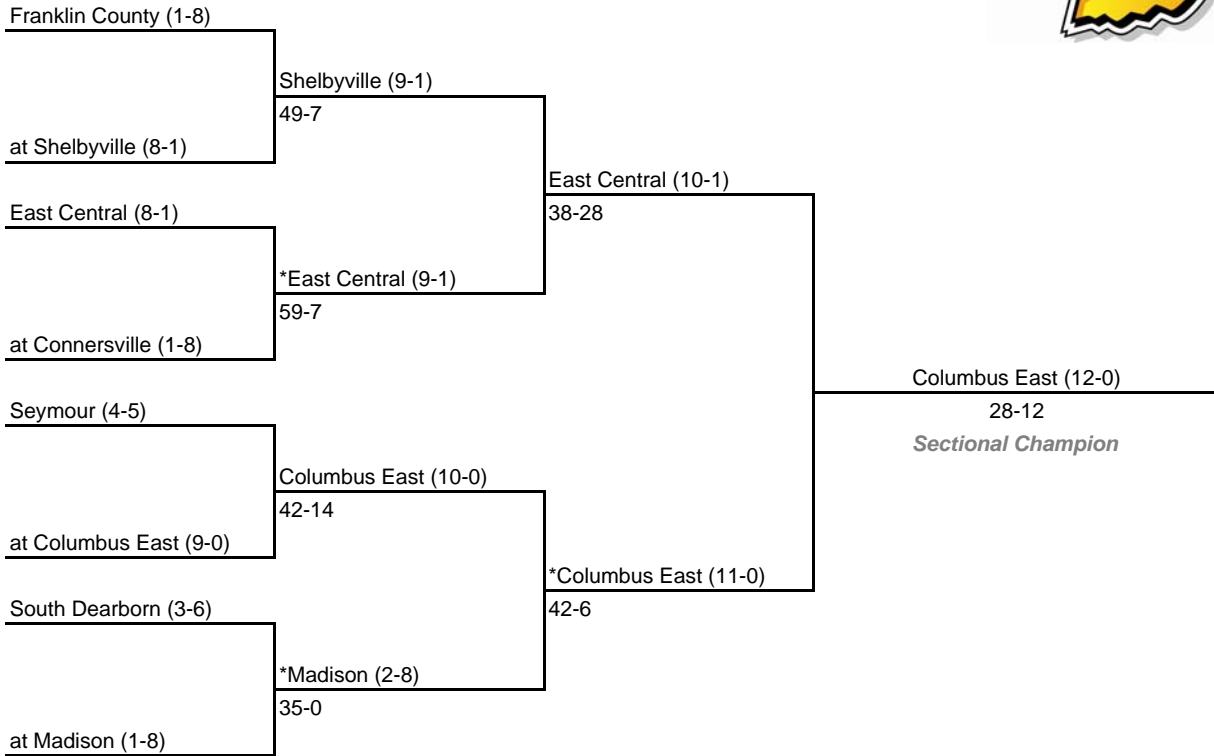 Franklin County (1-8)
Shelbyville (9-1)
49-7
at Shelbyville (8-1)
East Central (10-1)
38-28
East Central (8-1)
*East Central (9-1)
59-7
at Connersville (1-8)
Columbus East (12-0)
28-12
Sectional Champion
Seymour (4-5)
Columbus East (10-0)
42-14
at Columbus East (9-0)
*Columbus East (11-0)
42-6
South Dearborn (3-6)
*Madison (2-8)
35-0
at Madison (1-8)